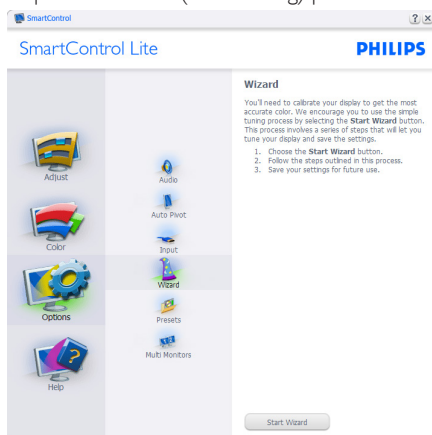 SmartControl
SmartControl Lite
PHILIPS
Adjust
Color
Options
Help
Audio
Auto Pivot
Input
Wizard
Presets
Multi Monitors
Wizard
You'll need to calibrate your display to get the most
accurate color. We encourage you to use the simple
tuning process by selecting the Start Wizard button.
This process involves a series of steps that will let you
tune your display and save the settings.
1. Choose the Start Wizard button.
2. Follow the steps outlined in this process.
3. Save your settings for future use.
Start Wizard